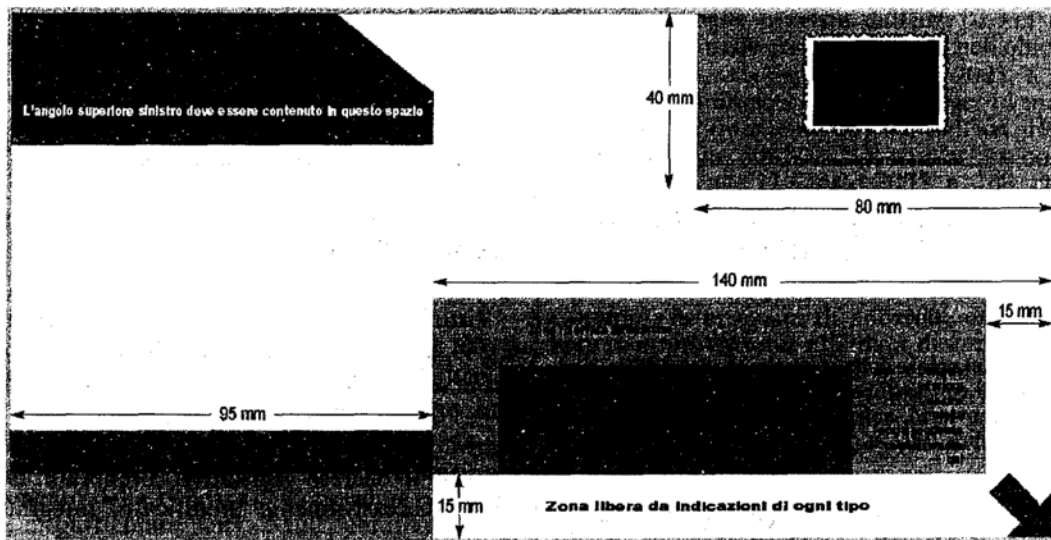 L'angolo superiore sinistro deve essere contenuto in questo spazio
40 mm
80 mm
140 mm
15 mm
95 mm
15 mm
Zona libera da indicazioni di ogni tipo